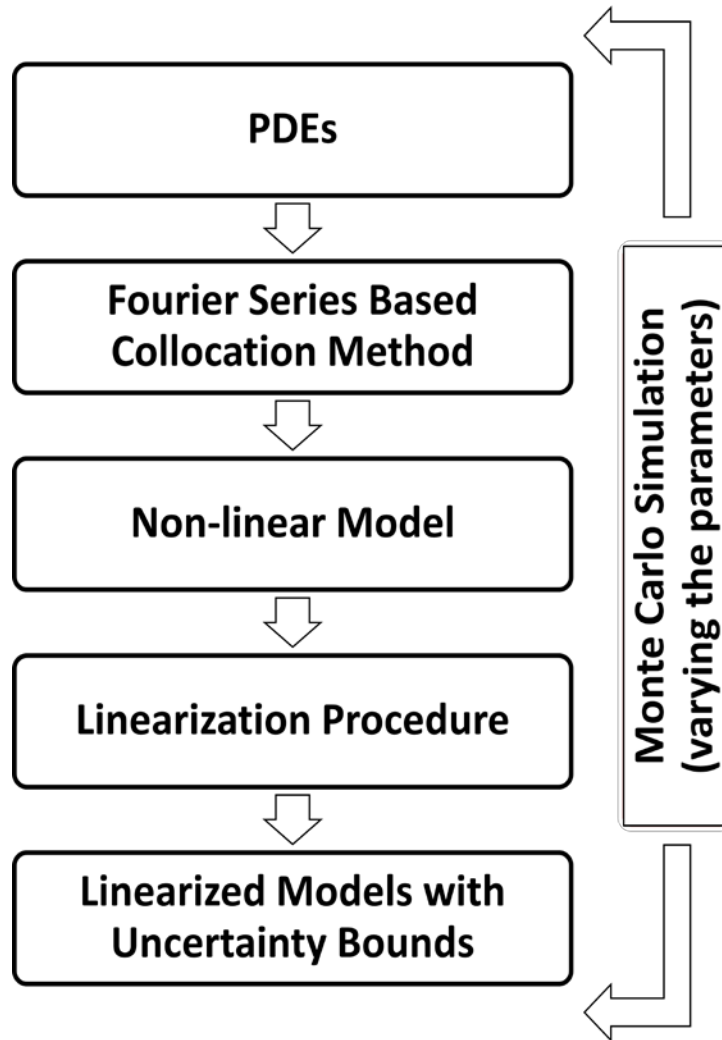 PDEs
Fourier Series Based
Collocation Method
Non-linear Model
Linearization Procedure
Linearized Models with
Uncertainty Bounds
Monte Carlo Simulation
(varying the parameters)